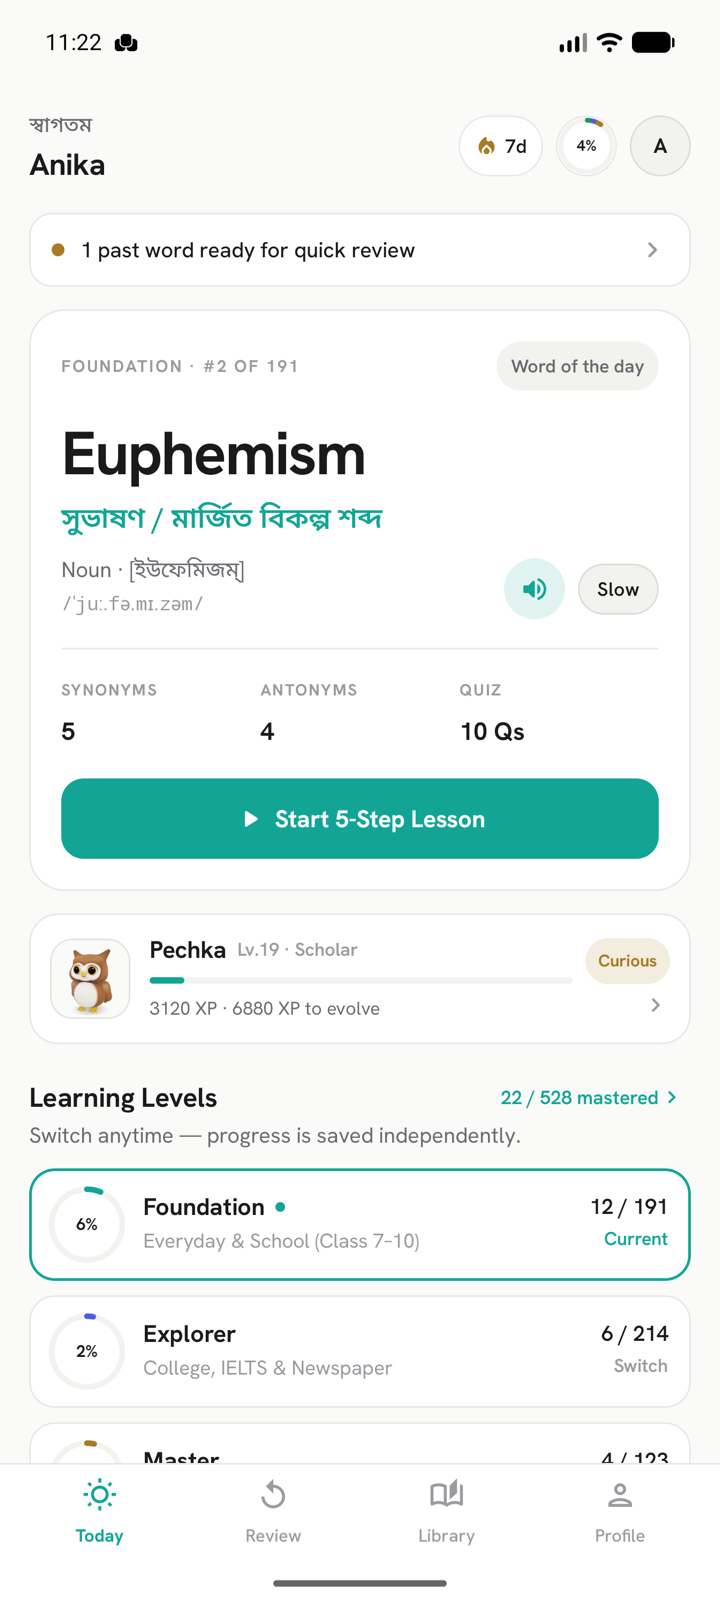 11:22
স্বাগতম
Anika
7d
4%
A
1 past word ready for quick review
FOUNDATION · #2 OF 191
Word of the day
Euphemism
সুভাষণ / মার্জিত বিকল্প শব্দ
Noun · [ইউফেমিজম্]
/ˈjuː.fə.mɪ.zəm/
Slow
SYNONYMS
ANTONYMS
QUIZ
5
4
10 Qs
Start 5-Step Lesson
Pechka Lv.19 · Scholar
Curious
3120 XP · 6880 XP to evolve
Learning Levels
22 / 528 mastered
Switch anytime — progress is saved independently.
6%
Foundation
12 / 191
Everyday & School (Class 7–10)
Current
2%
Explorer
6 / 214
College, IELTS & Newspaper
Switch
Master
4 / 123
Today
Review
Library
Profile